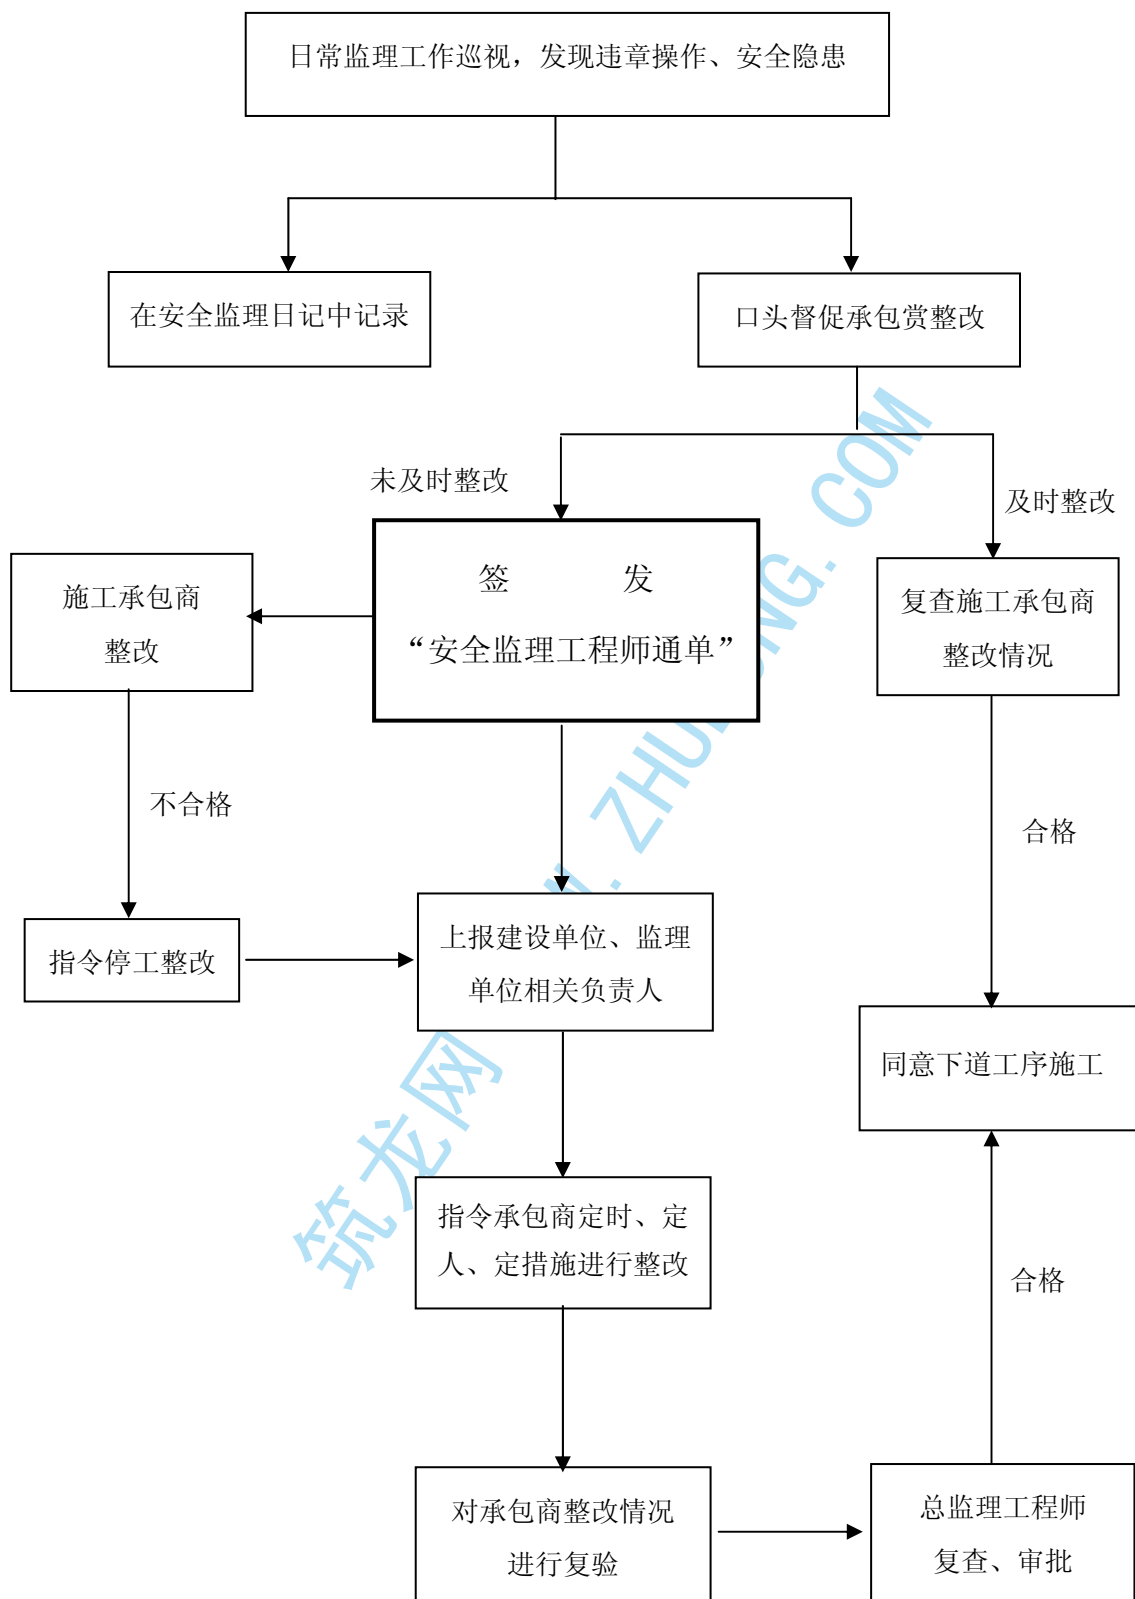 日常监理工作巡视，发现违章操作、安全隐患
在安全监理日记中记录
口头督促承包赏整改
未及时整改
及时整改
签 发
“安全监理工程师通单”
施工承包商
整改
复查施工承包商
整改情况
不合格
合格
指令停工整改
上报建设单位、监理
单位相关负责人
同意下道工序施工
指令承包商定时、定
人、定措施进行整改
合格
对承包商整改情况
进行复验
总监理工程师
复查、审批
筑龙网